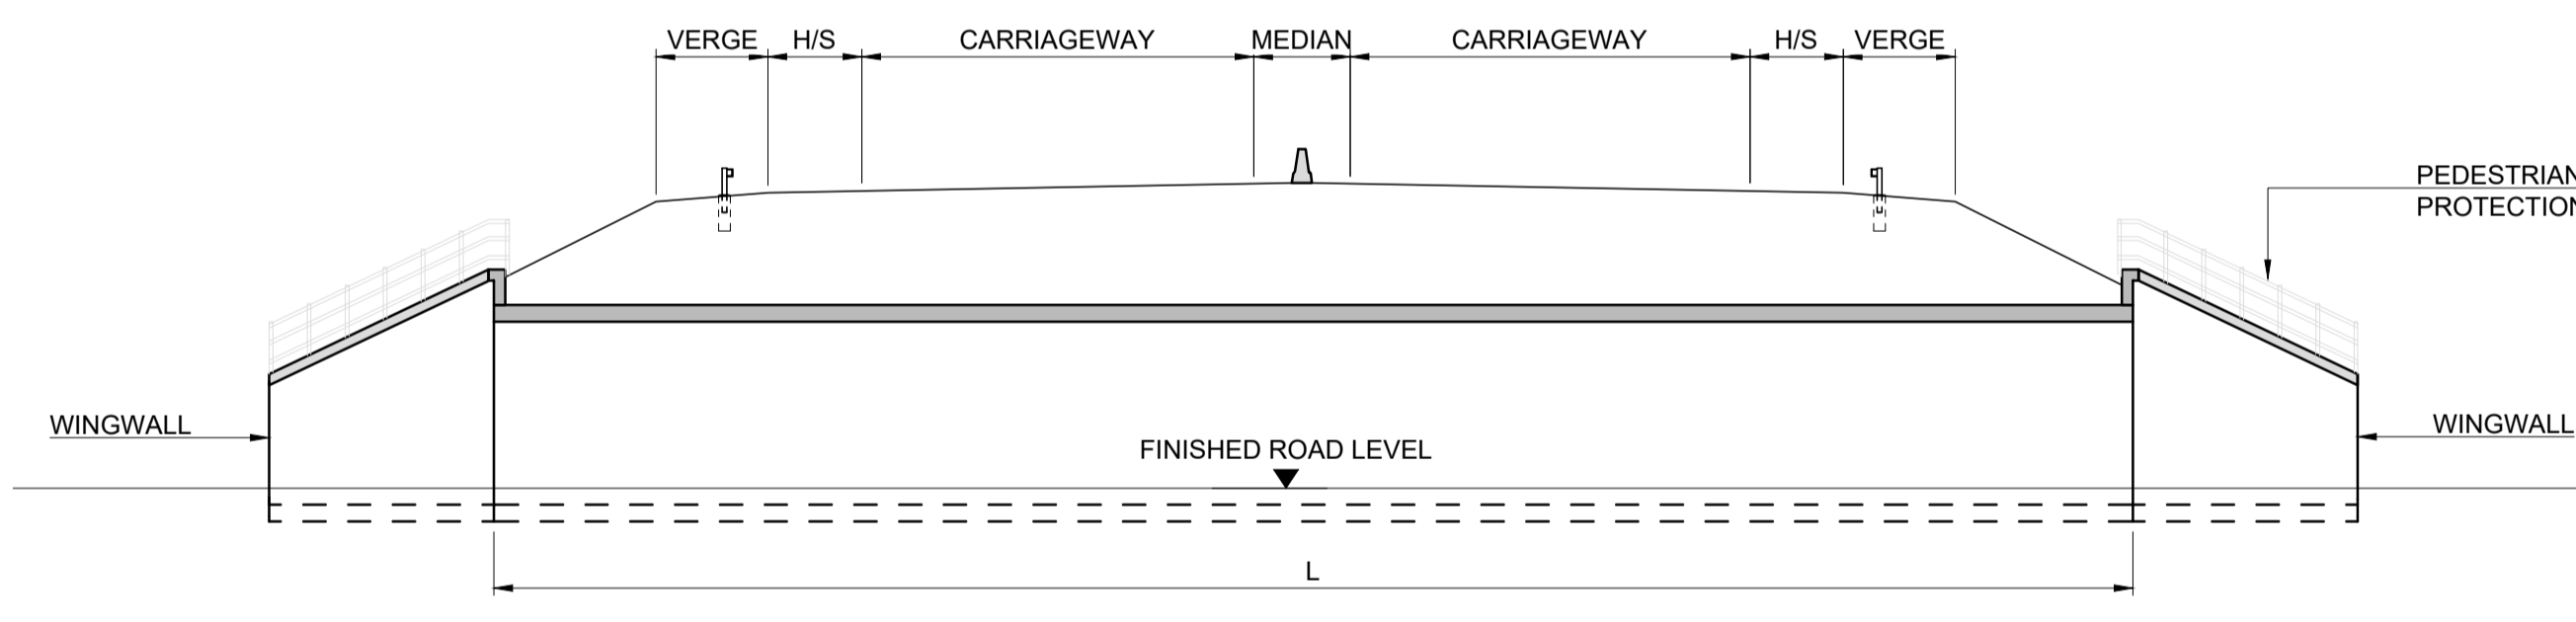 VERGE H/S CARRIAGEWAY MEDIAN CARRIAGEWAY H/S VERGE
PEDESTRIAN
PROTECTION
WINGWALL WINGWALL
FINISHED ROAD LEVEL
L